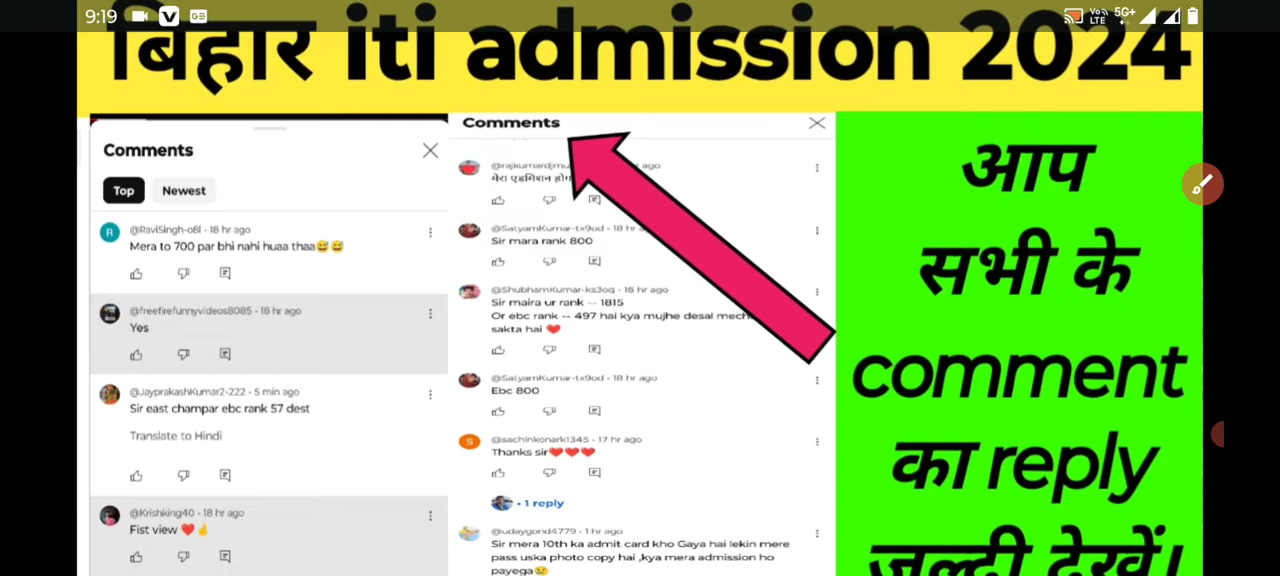 9:19
VoLTE 5G+
बिहार iti admission 2024
Comments
Top Newest
@RaviSingh-o8l · 18 hr ago
Mera to 700 par bhi nahi huaa thaa😅😅
@freefirefunnyvideos8085 · 18 hr ago
Yes
@JayprakashKumar2-222 · 5 min ago
Sir east champar ebc rank 57 dest
Translate to Hindi
@Krishking40 · 18 hr ago
Fist view ❤️🤞
Comments
ago
मेरा एडमिशन
@SatyamKumar-tx9od · 18 hr
Sir mara rank 800
@ShubhamKumar-ks3oq · 18 hr ago
Sir maira ur rank -- 1815
Or ebc rank -- 497 hai kya mujhe desal mech
sakta hai ❤️
@SatyamKumar-tx9od · 18 hr ago
Ebc 800
@sachinkonark1345 · 17 hr ago
Thanks sir❤️❤️❤️
· 1 reply
@udaygond4779 · 1 hr ago
Sir mera 10th ka admit card kho Gaya hai lekin mere
pass uska photo copy hai ,kya mera admission ho
payega😢
आप
सभी के
comment
का reply
जल्दी देखें।